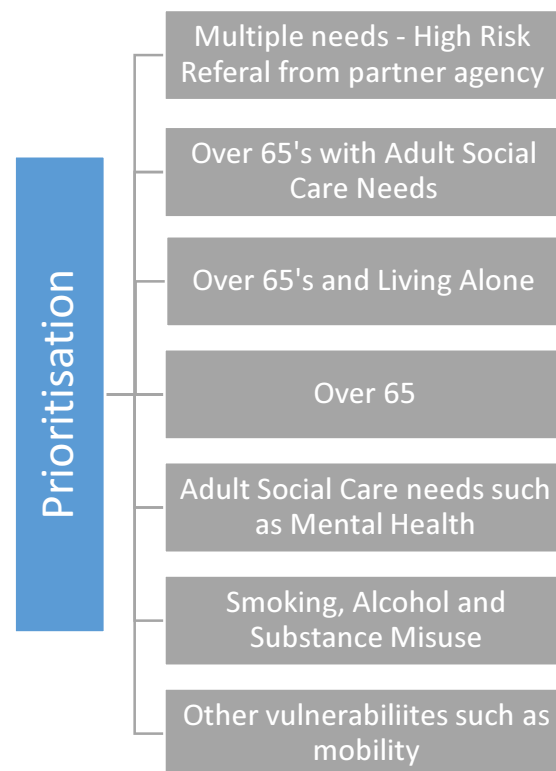 Prioritisation
Multiple needs - High Risk
Referal from partner agency
Over 65's with Adult Social
Care Needs
Over 65's and Living Alone
Over 65
Adult Social Care needs such
as Mental Health
Smoking, Alcohol and
Substance Misuse
Other vulnerabiliites such as
mobility